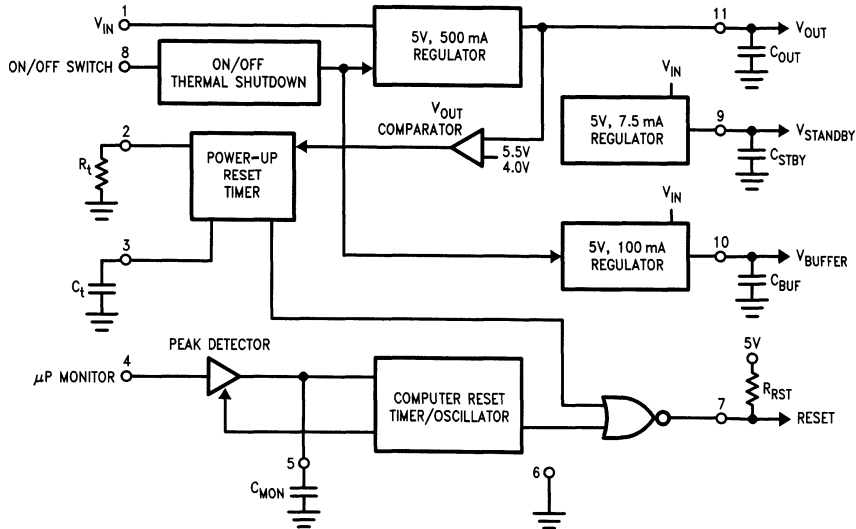 1
V_IN
8
ON/OFF SWITCH
ON/OFF
THERMAL SHUTDOWN
5V, 500 mA
REGULATOR
11
V_OUT
C_OUT
V_OUT
COMPARATOR
5.5V
4.0V
V_IN
5V, 7.5 mA
REGULATOR
9
V_STANDBY
C_STBY
2
R_t
POWER-UP
RESET
TIMER
3
C_t
V_IN
5V, 100 mA
REGULATOR
10
V_BUFFER
C_BUF
PEAK DETECTOR
4
μP MONITOR
COMPUTER RESET
TIMER/OSCILLATOR
5
C_MON
6
5V
R_RST
7
RESET